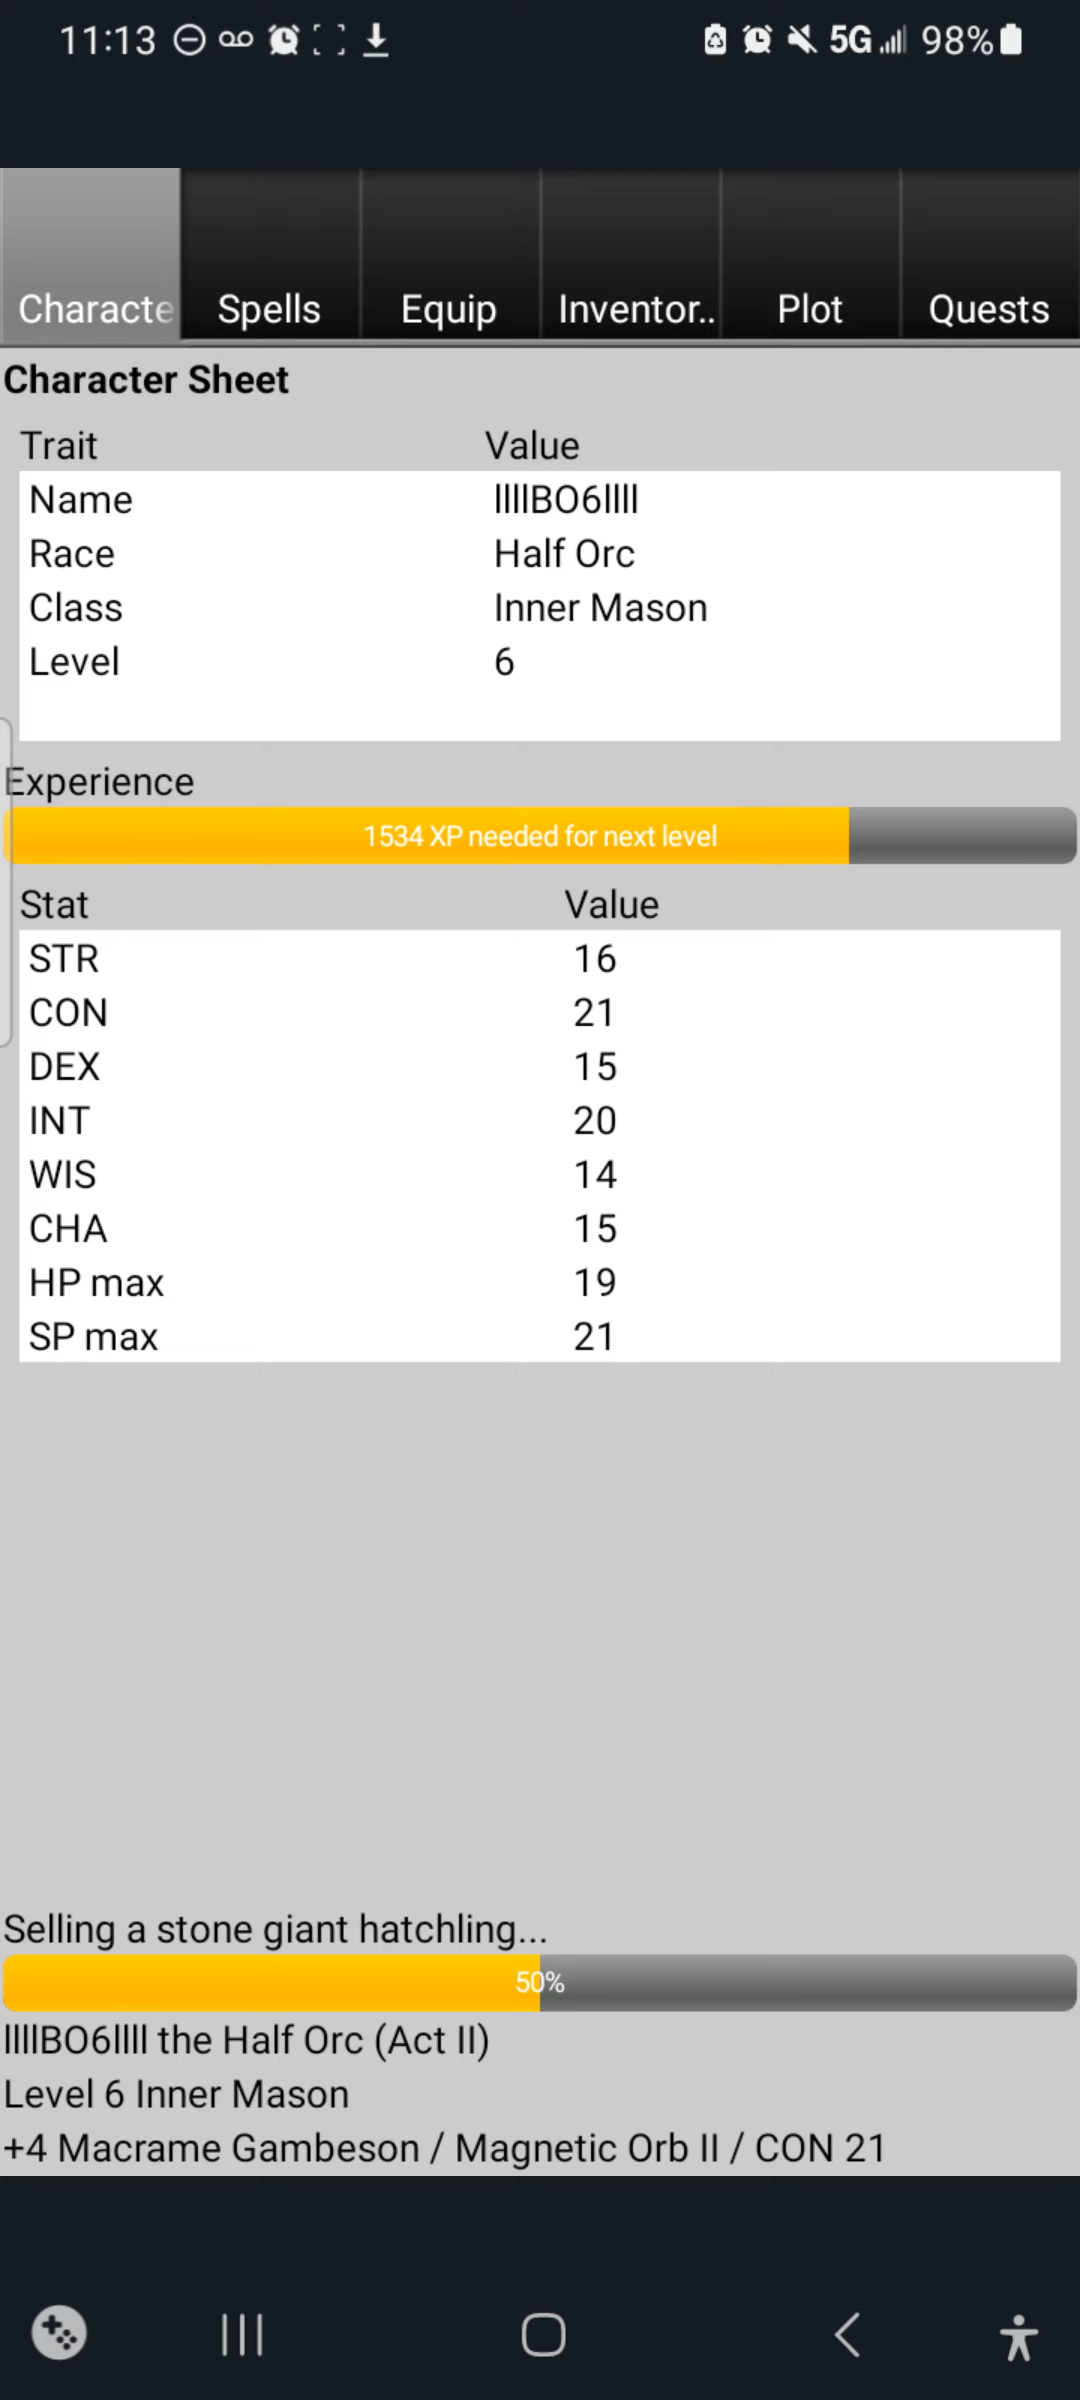 11:13 5G 98%
Characte Spells Equip Inventor.. Plot Quests
Character Sheet
Trait Value
Name llllBO6llll
Race Half Orc
Class Inner Mason
Level 6
Experience
1534 XP needed for next level
Stat Value
STR 16
CON 21
DEX 15
INT 20
WIS 14
CHA 15
HP max 19
SP max 21
Selling a stone giant hatchling...
50%
llllBO6llll the Half Orc (Act II)
Level 6 Inner Mason
+4 Macrame Gambeson / Magnetic Orb II / CON 21